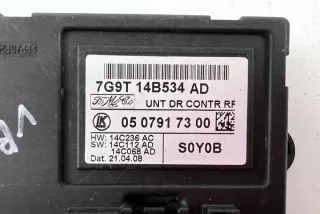 7G9T 14B534 AD
FoMoCo
UNT DR CONTR RF
LK
05 0791 73 00
HW: 14C236 AC
SW: 14C112 AD
14C068 AD
Dat. 21.04.08
S0Y0B